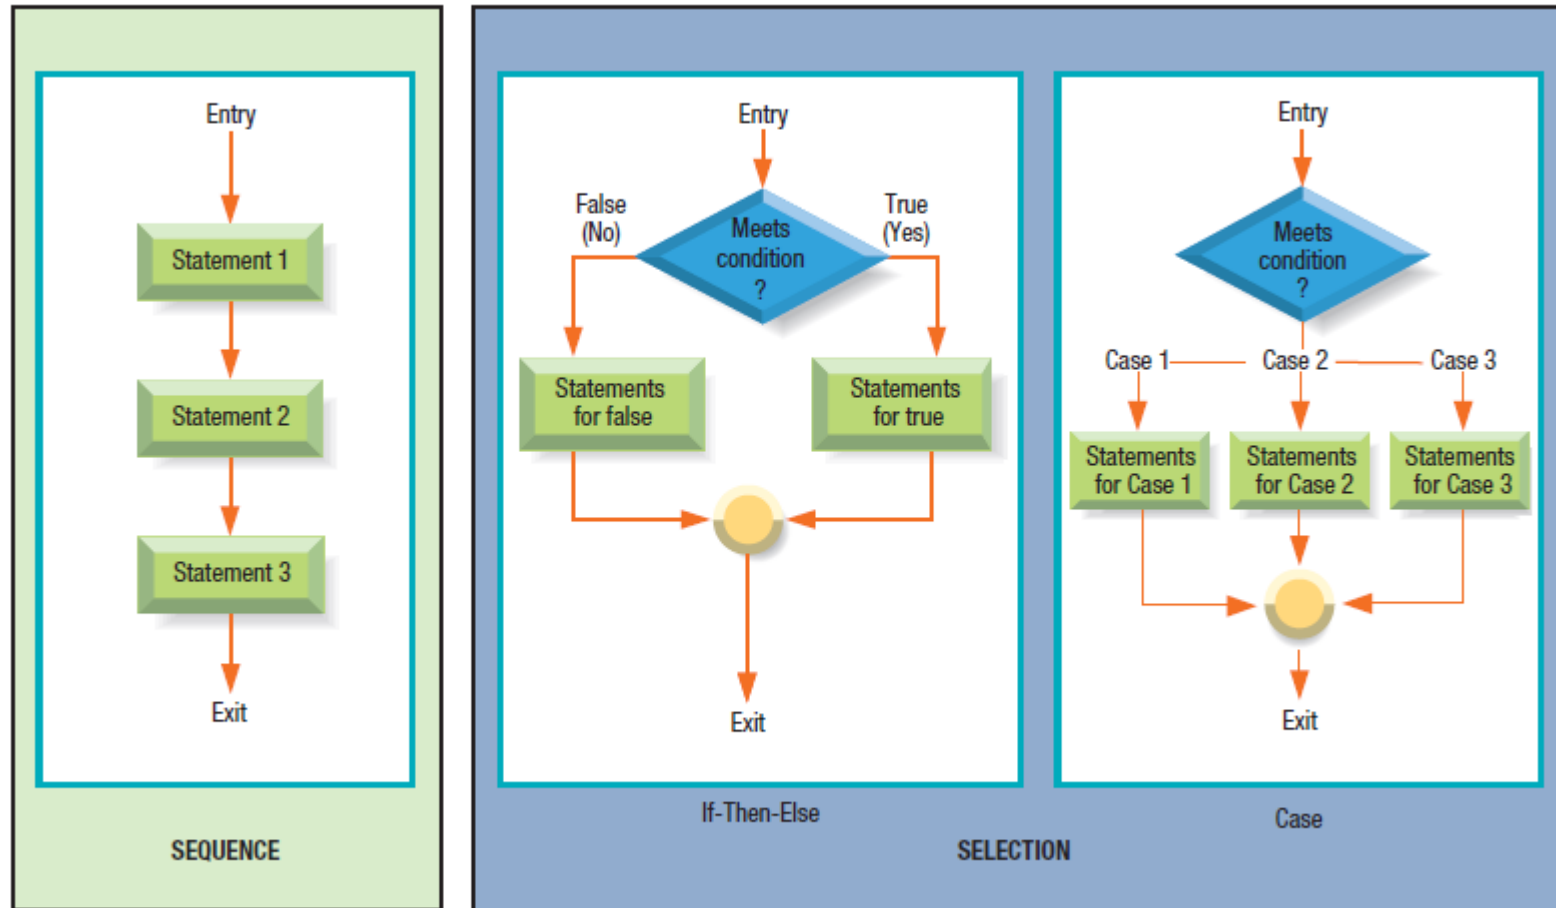 Entry
Statement 1
Statement 2
Statement 3
Exit
SEQUENCE
Entry
False
(No)
True
(Yes)
Meets
condition
?
Statements
for false
Statements
for true
Exit
If-Then-Else
Entry
Meets
condition
?
Case 1
Case 2
Case 3
Statements
for Case 1
Statements
for Case 2
Statements
for Case 3
Exit
Case
SELECTION